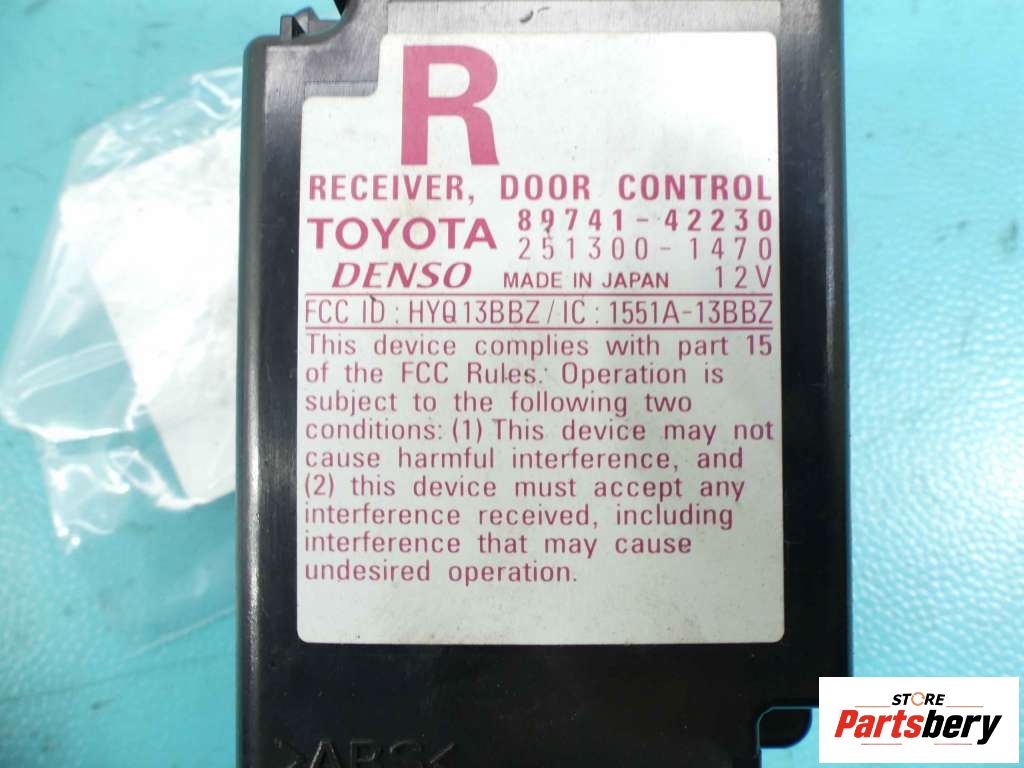 R
RECEIVER, DOOR CONTROL
TOYOTA 89741-42230
251300-1470
DENSO MADE IN JAPAN 12V
FCC ID : HYQ13BBZ / IC : 1551A-13BBZ
This device complies with part 15
of the FCC Rules. Operation is
subject to the following two
conditions: (1) This device may not
cause harmful interference, and
(2) this device must accept any
interference received, including
interference that may cause
undesired operation.
>ABS<
STORE
Partsbery